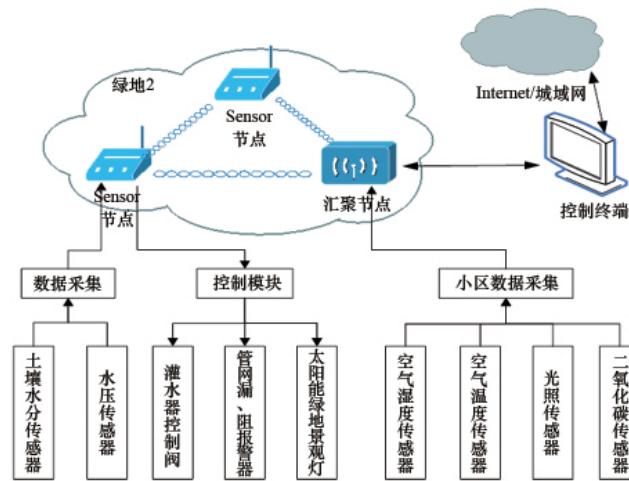 绿地2
Internet/城域网
Sensor
节点
Sensor
节点
汇聚节点
控制终端
数据采集
控制模块
小区数据采集
土壤水分传感器
水压传感器
灌水器控制阀
管网漏、阻报警器
太阳能绿地景观灯
空气湿度传感器
空气温度传感器
光照传感器
二氧化碳传感器